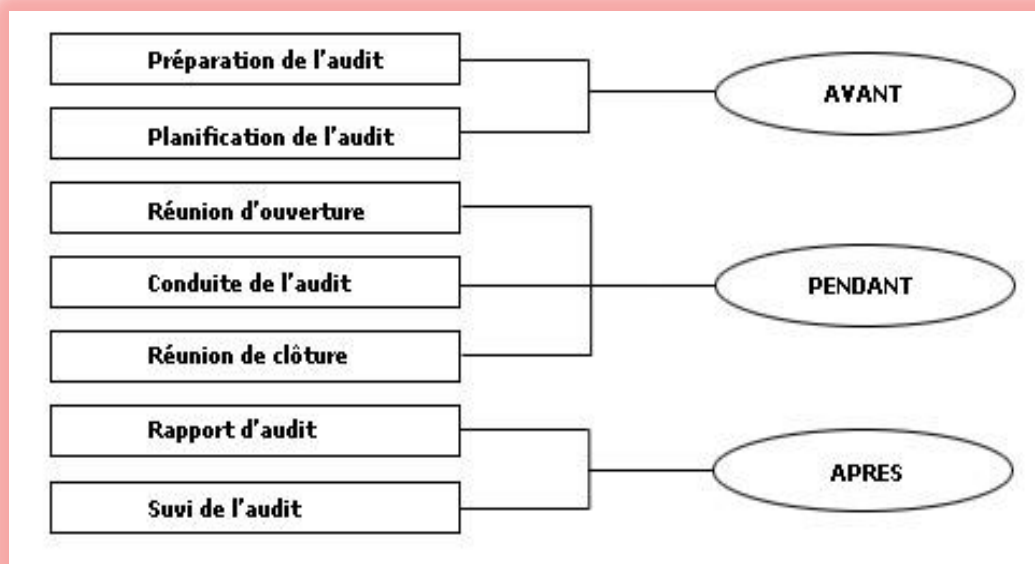 Préparation de l'audit
AVANT
Planification de l'audit
Réunion d'ouverture
Conduite de l'audit
PENDANT
Réunion de clôture
Rapport d'audit
APRES
Suvi de l'audit